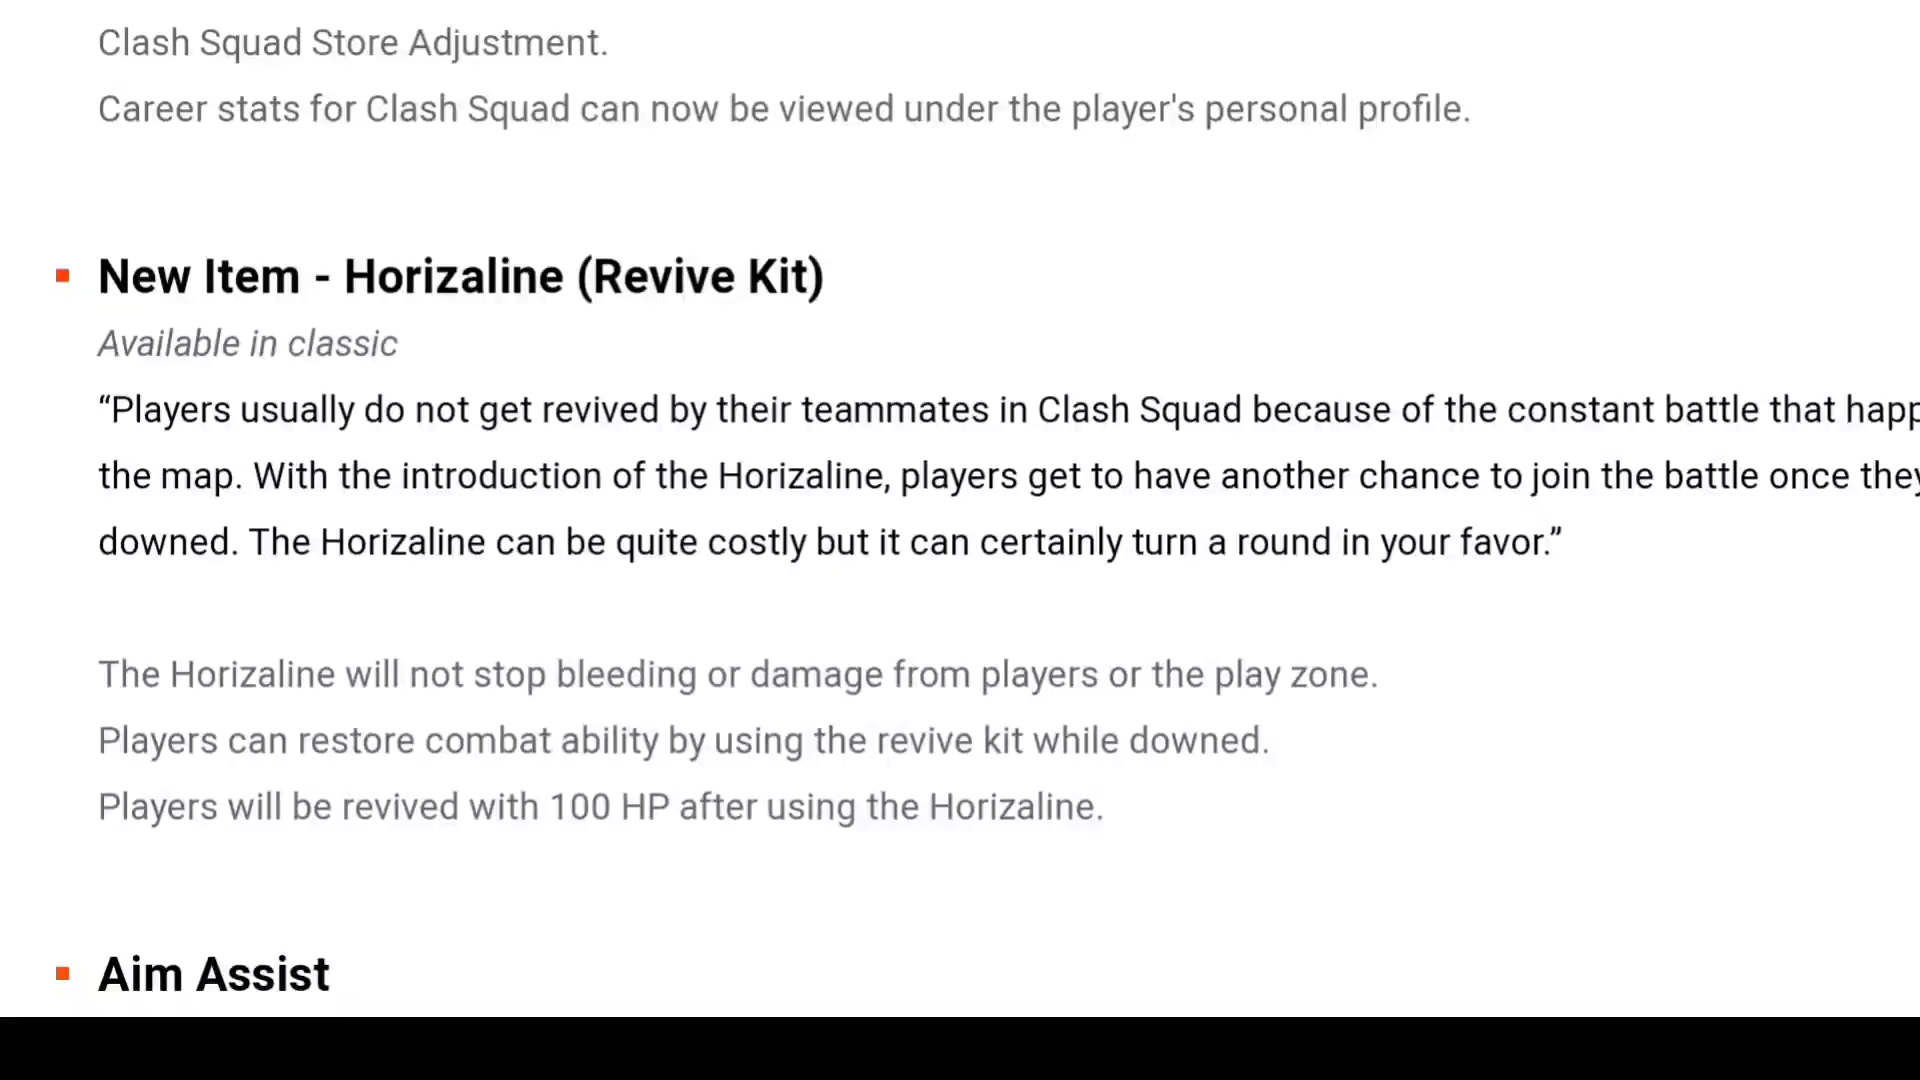 Clash Squad Store Adjustment.
Career stats for Clash Squad can now be viewed under the player's personal profile.
New Item - Horizaline (Revive Kit)
Available in classic
“Players usually do not get revived by their teammates in Clash Squad because of the constant battle that
the map. With the introduction of the Horizaline, players get to have another chance to join the battle once they
downed. The Horizaline can be quite costly but it can certainly turn a round in your favor.”
The Horizaline will not stop bleeding or damage from players or the play zone.
Players can restore combat ability by using the revive kit while downed.
Players will be revived with 100 HP after using the Horizaline.
Aim Assist